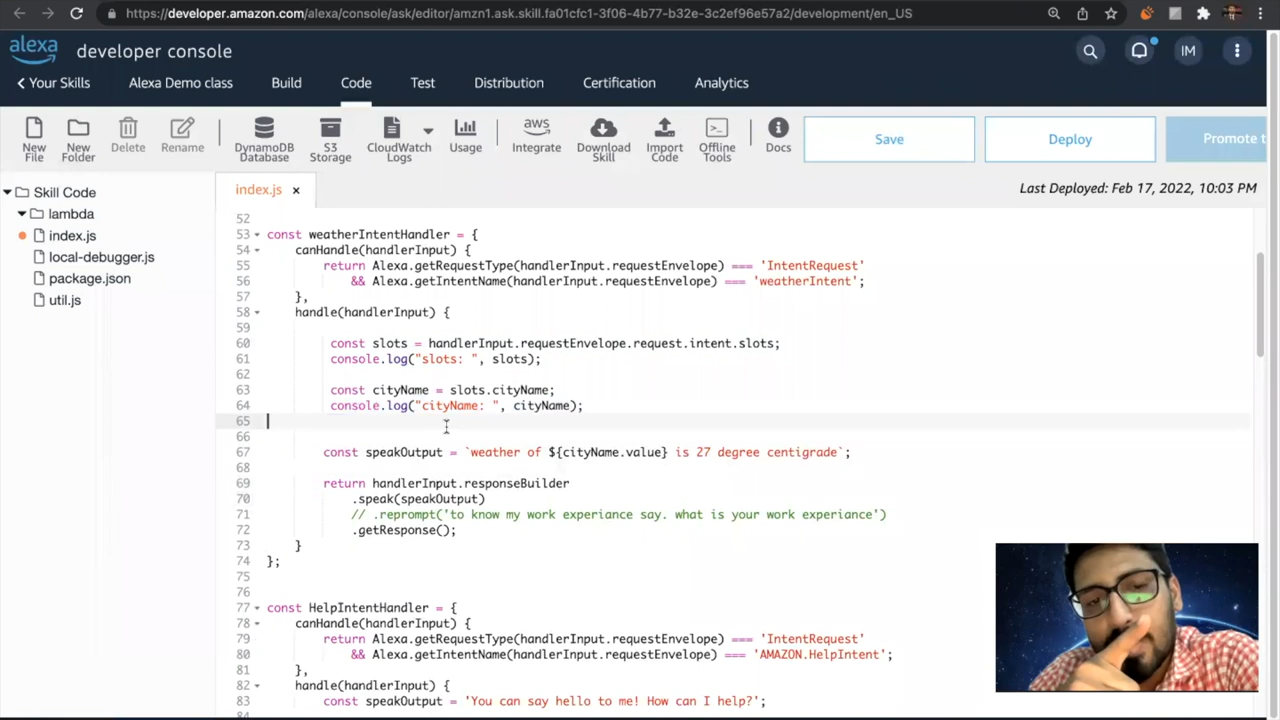 https://developer.amazon.com/alexa/console/ask/editor/amzn1.ask.skill.fa01cfc1-3f06-4b77-b32e-3c2ef96e57a2/development/en_US
alexa developer console
IM
Your Skills Alexa Demo class Build Code Test Distribution Certification Analytics
New File New Folder Delete Rename DynamoDB Database S3 Storage CloudWatch Logs Usage aws Integrate Download Skill Import Code Offline Tools Docs Save Deploy Promote t
Skill Code
lambda
index.js
local-debugger.js
package.json
util.js
index.js × Last Deployed: Feb 17, 2022, 10:03 PM
52
53 const weatherIntentHandler = {
54 canHandle(handlerInput) {
55 return Alexa.getRequestType(handlerInput.requestEnvelope) === 'IntentRequest'
56 && Alexa.getIntentName(handlerInput.requestEnvelope) === 'weatherIntent';
57 },
58 handle(handlerInput) {
59
60 const slots = handlerInput.requestEnvelope.request.intent.slots;
61 console.log("slots: ", slots);
62
63 const cityName = slots.cityName;
64 console.log("cityName: ", cityName);
65
66
67 const speakOutput = `weather of ${cityName.value} is 27 degree centigrade`;
68
69 return handlerInput.responseBuilder
70 .speak(speakOutput)
71 // .reprompt('to know my work experiance say. what is your work experiance')
72 .getResponse();
73 }
74 };
75
76
77 const HelpIntentHandler = {
78 canHandle(handlerInput) {
79 return Alexa.getRequestType(handlerInput.requestEnvelope) === 'IntentRequest'
80 && Alexa.getIntentName(handlerInput.requestEnvelope) === 'AMAZON.HelpIntent';
81 },
82 handle(handlerInput) {
83 const speakOutput = 'You can say hello to me! How can I help?';
84